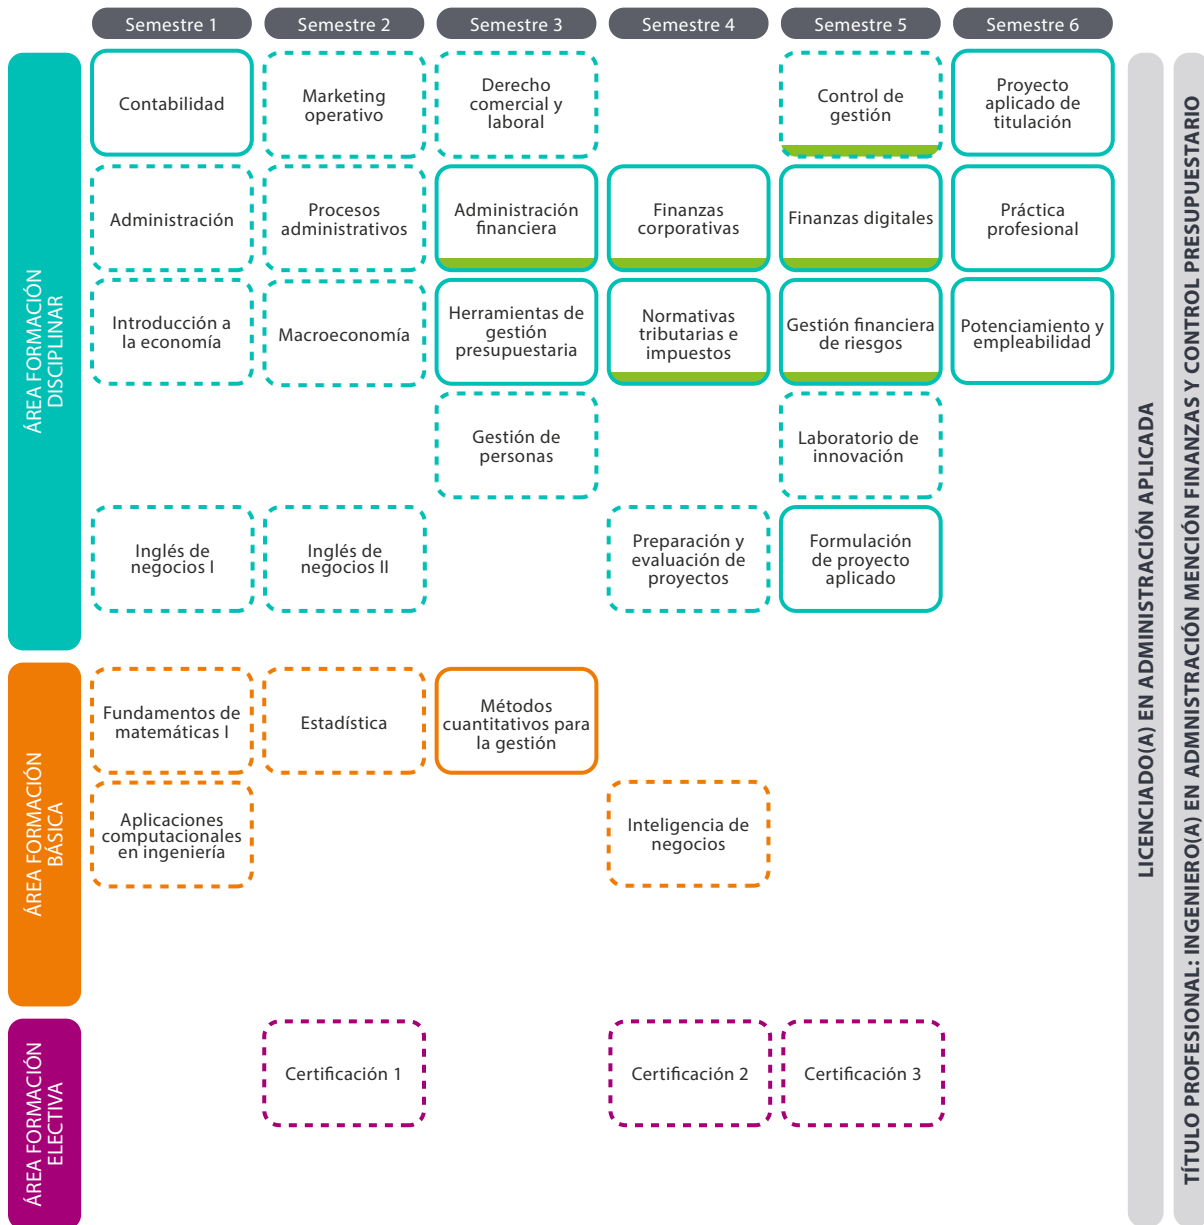 Semestre 1
Semestre 2
Semestre 3
Semestre 4
Semestre 5
Semestre 6
ÁREA FORMACIÓN
DISCIPLINAR
Contabilidad
Marketing
operativo
Derecho
comercial y
laboral
Control de
gestión
Proyecto
aplicado de
titulación
Administración
Procesos
administrativos
Administración
financiera
Finanzas
corporativas
Finanzas digitales
Práctica
profesional
Introducción a
la economía
Macroeconomía
Herramientas de
gestión
presupuestaria
Normativas
tributarias e
impuestos
Gestión financiera
de riesgos
Potenciamiento y
empleabilidad
Gestión de
personas
Laboratorio de
innovación
Inglés de
negocios I
Inglés de
negocios II
Preparación y
evaluación de
proyectos
Formulación
de proyecto
aplicado
ÁREA FORMACIÓN
BÁSICA
Fundamentos de
matemáticas I
Estadística
Métodos
cuantitativos para
la gestión
Aplicaciones
computacionales
en ingeniería
Inteligencia de
negocios
ÁREA FORMACIÓN
ELECTIVA
Certificación 1
Certificación 2
Certificación 3
LICENCIADO(A) EN ADMINISTRACIÓN APLICADA
TÍTULO PROFESIONAL: INGENIERO(A) EN ADMINISTRACIÓN MENCIÓN FINANZAS Y CONTROL PRESUPUESTARIO